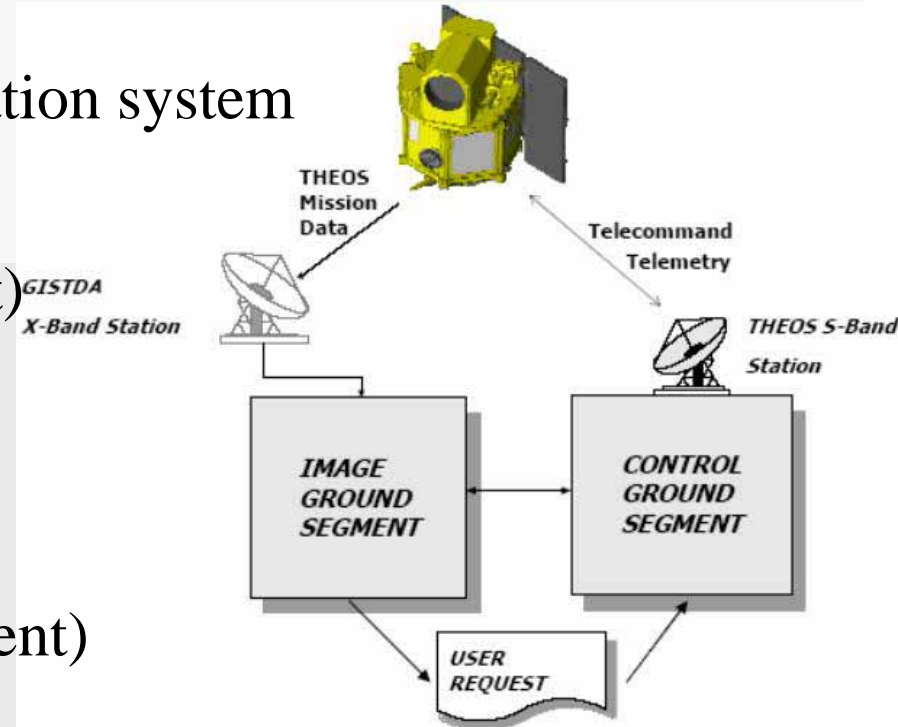 ation system
THEOS
Mission
Data
Telecommand
Telemetry
t)
GISTDA
X-Band Station
THEOS S-Band
Station
IMAGE
GROUND
SEGMENT
CONTROL
GROUND
SEGMENT
ent)
USER
REQUEST